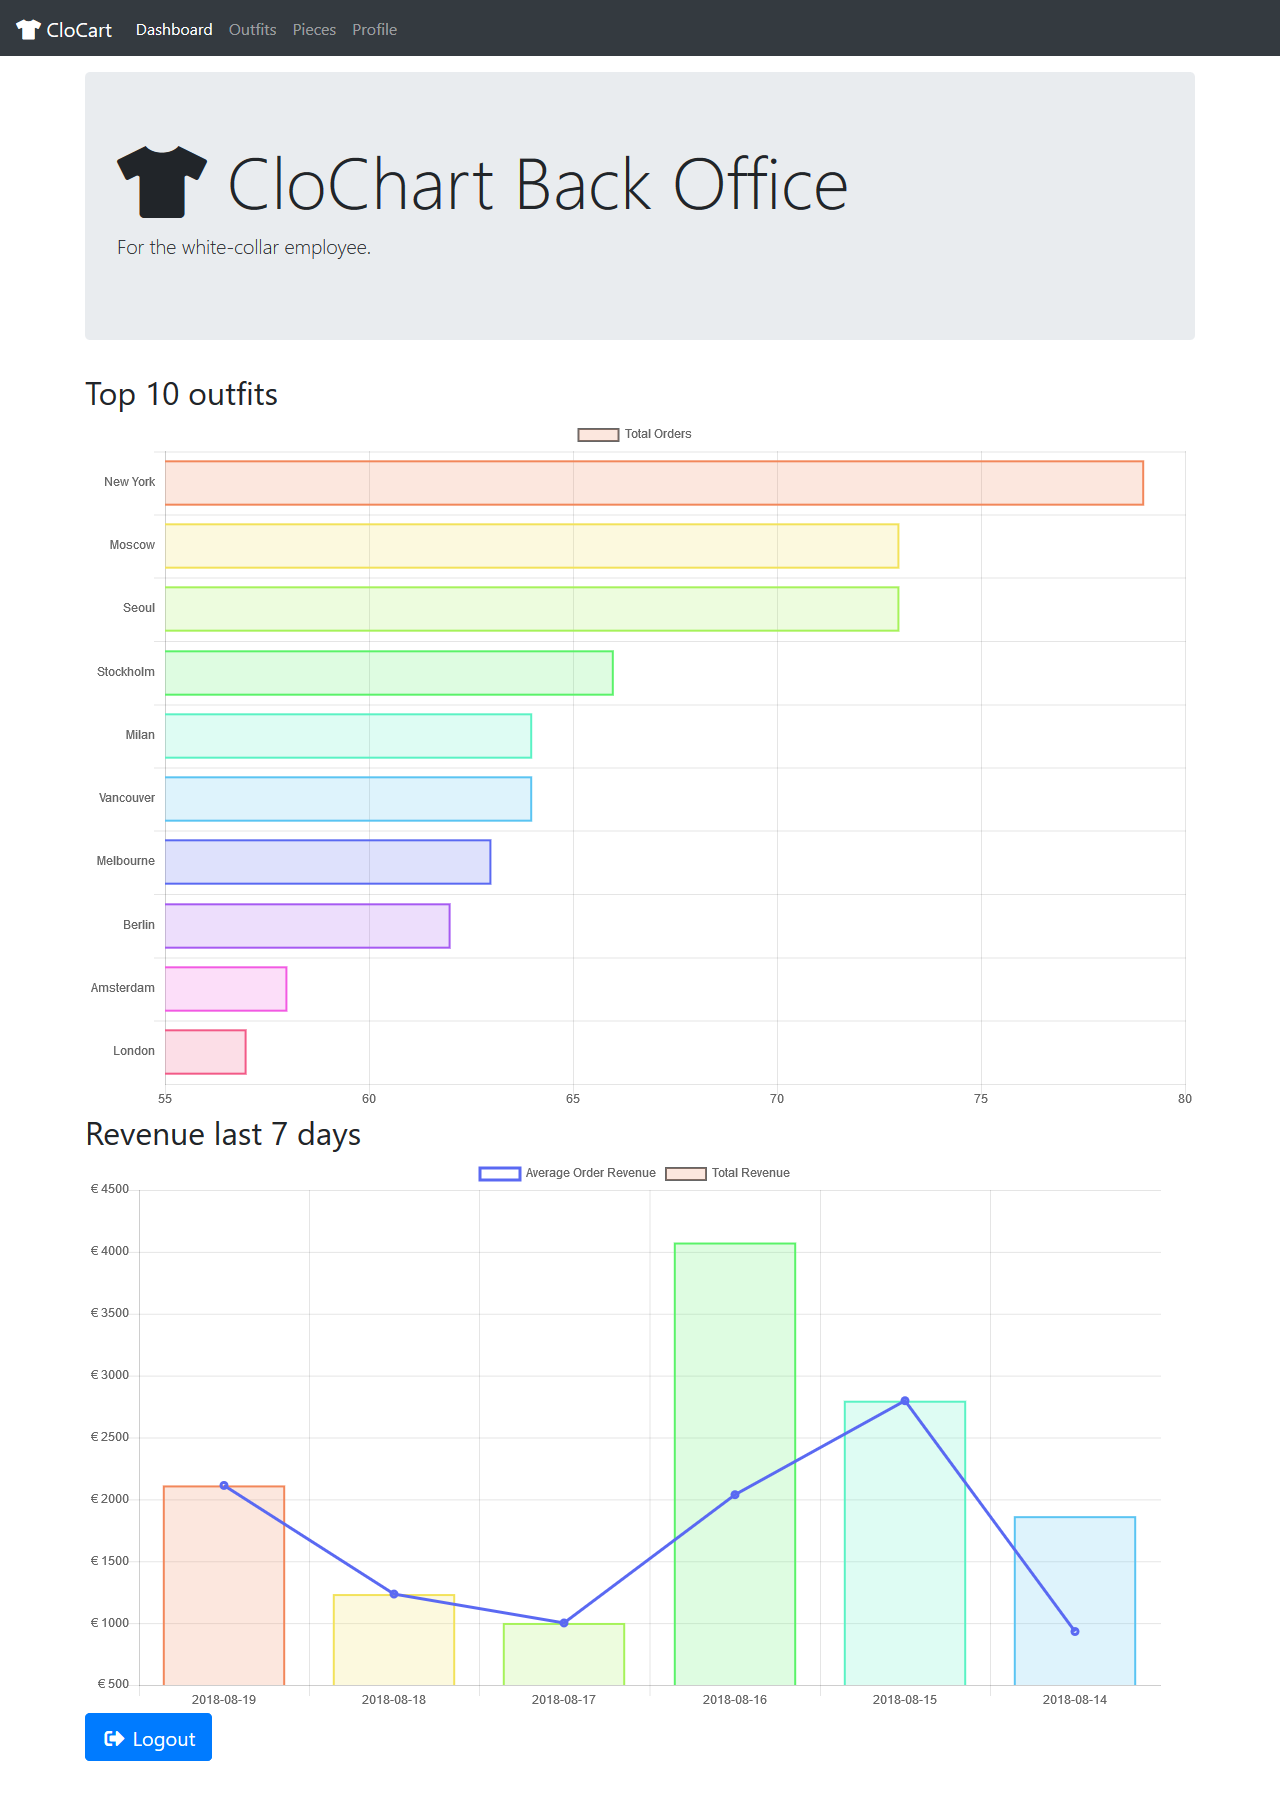 CloCart Dashboard Outfits Pieces Profile
CloChart Back Office
For the white-collar employee.
Top 10 outfits
Total Orders
New York
Moscow
Seoul
Stockholm
Milan
Vancouver
Melbourne
Berlin
Amsterdam
London
55 60 65 70 75 80
Revenue last 7 days
Average Order Revenue Total Revenue
€ 4500
€ 4000
€ 3500
€ 3000
€ 2500
€ 2000
€ 1500
€ 1000
€ 500
2018-08-19 2018-08-18 2018-08-17 2018-08-16 2018-08-15 2018-08-14
Logout